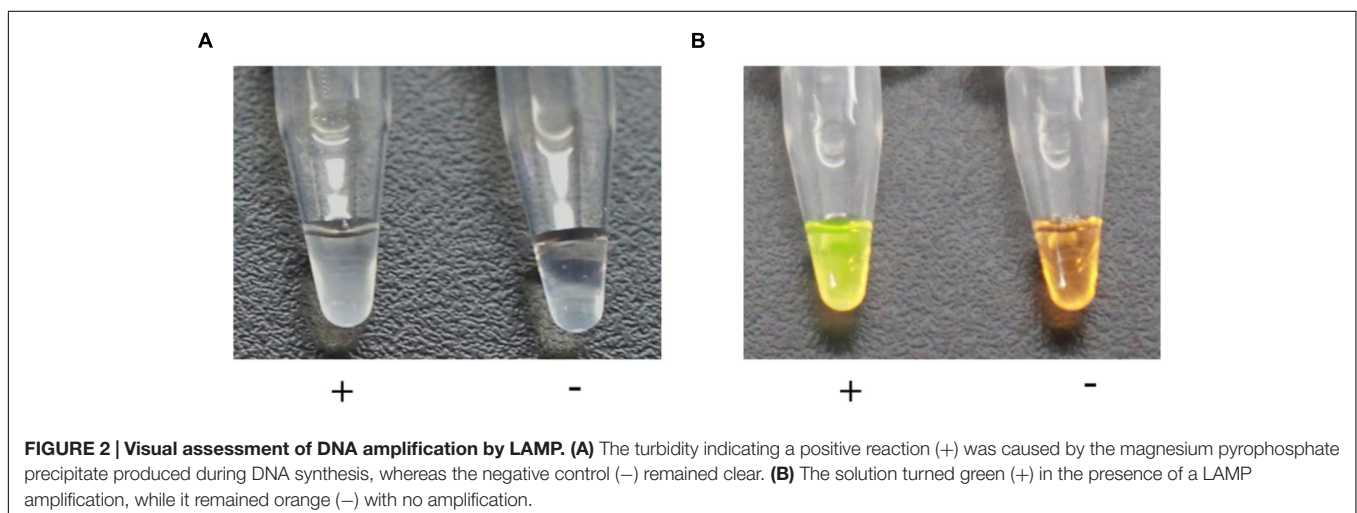 A
B
+
-
+
-
FIGURE 2 | Visual assessment of DNA amplification by LAMP. (A) The turbidity indicating a positive reaction (+) was caused by the magnesium pyrophosphate
precipitate produced during DNA synthesis, whereas the negative control (−) remained clear. (B) The solution turned green (+) in the presence of a LAMP
amplification, while it remained orange (−) with no amplification.